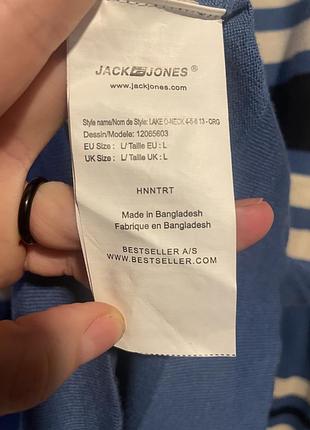 JACK JONES®
www.jackjones.com
Style name/Nom de Style: LAKE O-NECK 4-5-6 13 - ORG
Dessin/Modele: 12065603
EU Size : L/ Taille EU : L
UK Size : L/ Taille UK : L
HNNTRT
Made in Bangladesh
Fabrique en Bangladesh
BESTSELLER A/S
WWW.BESTSELLER.COM